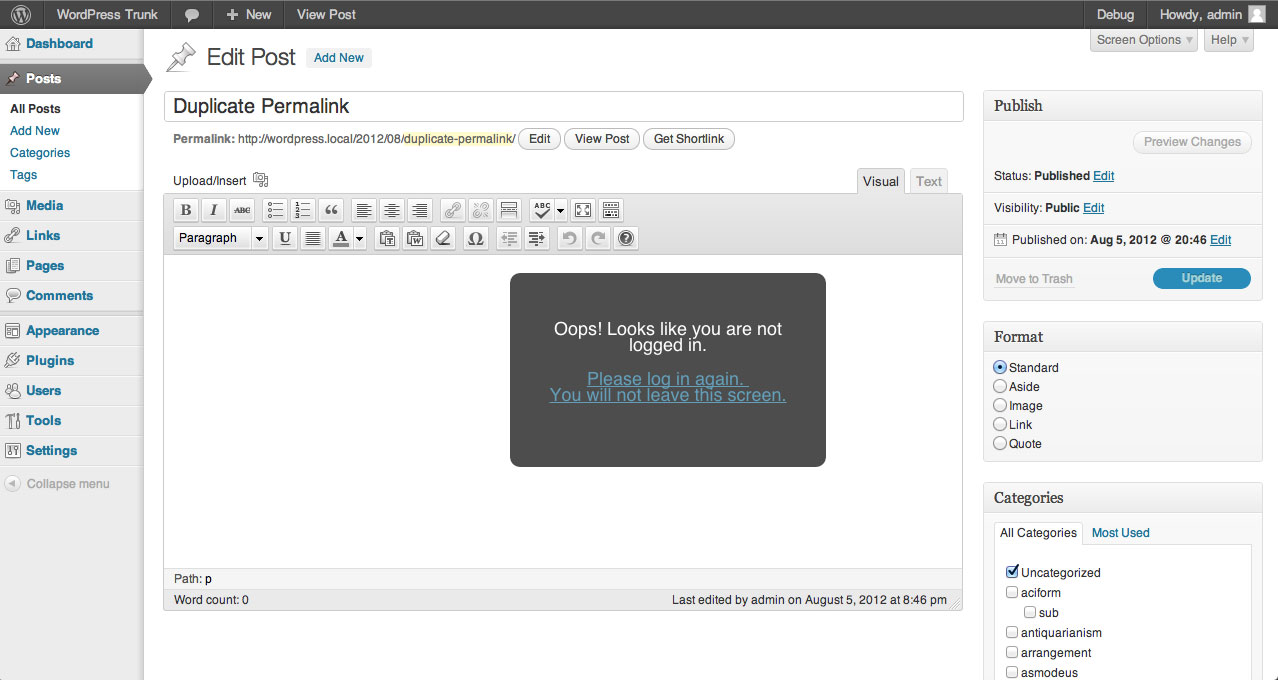 WordPress Trunk
+ New
View Post
Debug
Howdy, admin
Screen Options
Help
Dashboard
Posts
All Posts
Add New
Categories
Tags
Media
Links
Pages
Comments
Appearance
Plugins
Users
Tools
Settings
Collapse menu
Edit Post
Add New
Duplicate Permalink
Permalink: http://wordpress.local/2012/08/duplicate-permalink/
Edit
View Post
Get Shortlink
Upload/Insert
Visual
Text
B
I
ABC
ABC
Paragraph
U
A
T
W
Ω
?
Oops! Looks like you are not
logged in.
Please log in again.
You will not leave this screen.
Path: p
Word count: 0
Last edited by admin on August 5, 2012 at 8:46 pm
Publish
Preview Changes
Status: Published Edit
Visibility: Public Edit
Published on: Aug 5, 2012 @ 20:46 Edit
Move to Trash
Update
Format
Standard
Aside
Image
Link
Quote
Categories
All Categories
Most Used
Uncategorized
aciform
sub
antiquarianism
arrangement
asmodeus